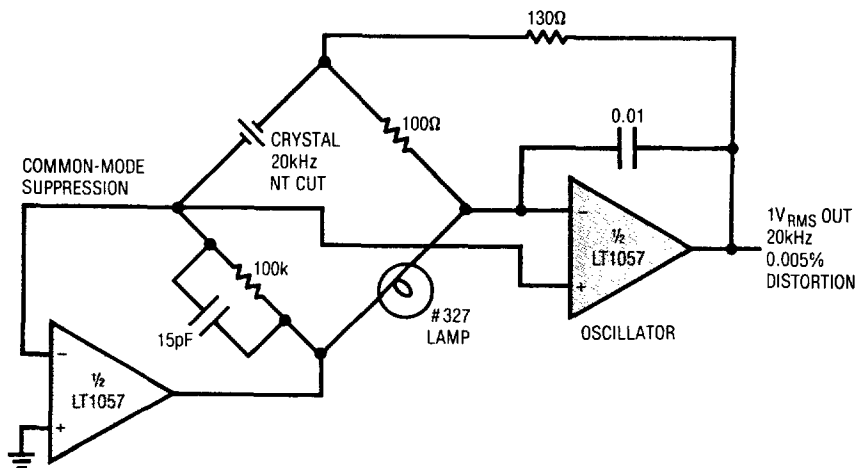 130Ω
100Ω
0.01
CRYSTAL
20kHz
NT CUT
COMMON-MODE
SUPPRESSION
−
½
LT1057
+
1VRMS OUT
20kHz
0.005%
DISTORTION
100k
15pF
#327
LAMP
OSCILLATOR
−
½
LT1057
+